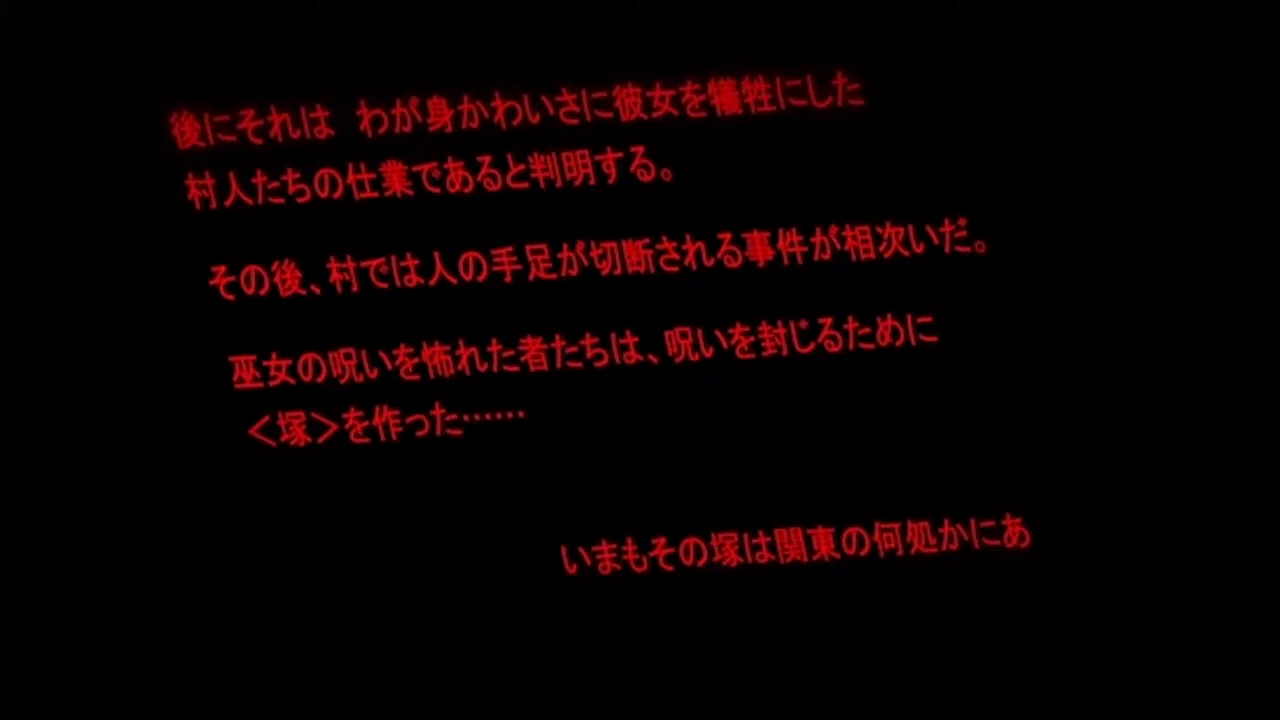 後にそれは　わが身かわいさに彼女を犠牲にした
村人たちの仕業であると判明する。
その後、村では人の手足が切断される事件が相次いだ。
巫女の呪いを怖れた者たちは、呪いを封じるために
＜塚＞を作った……
いまもその塚は関東の何処かにあ